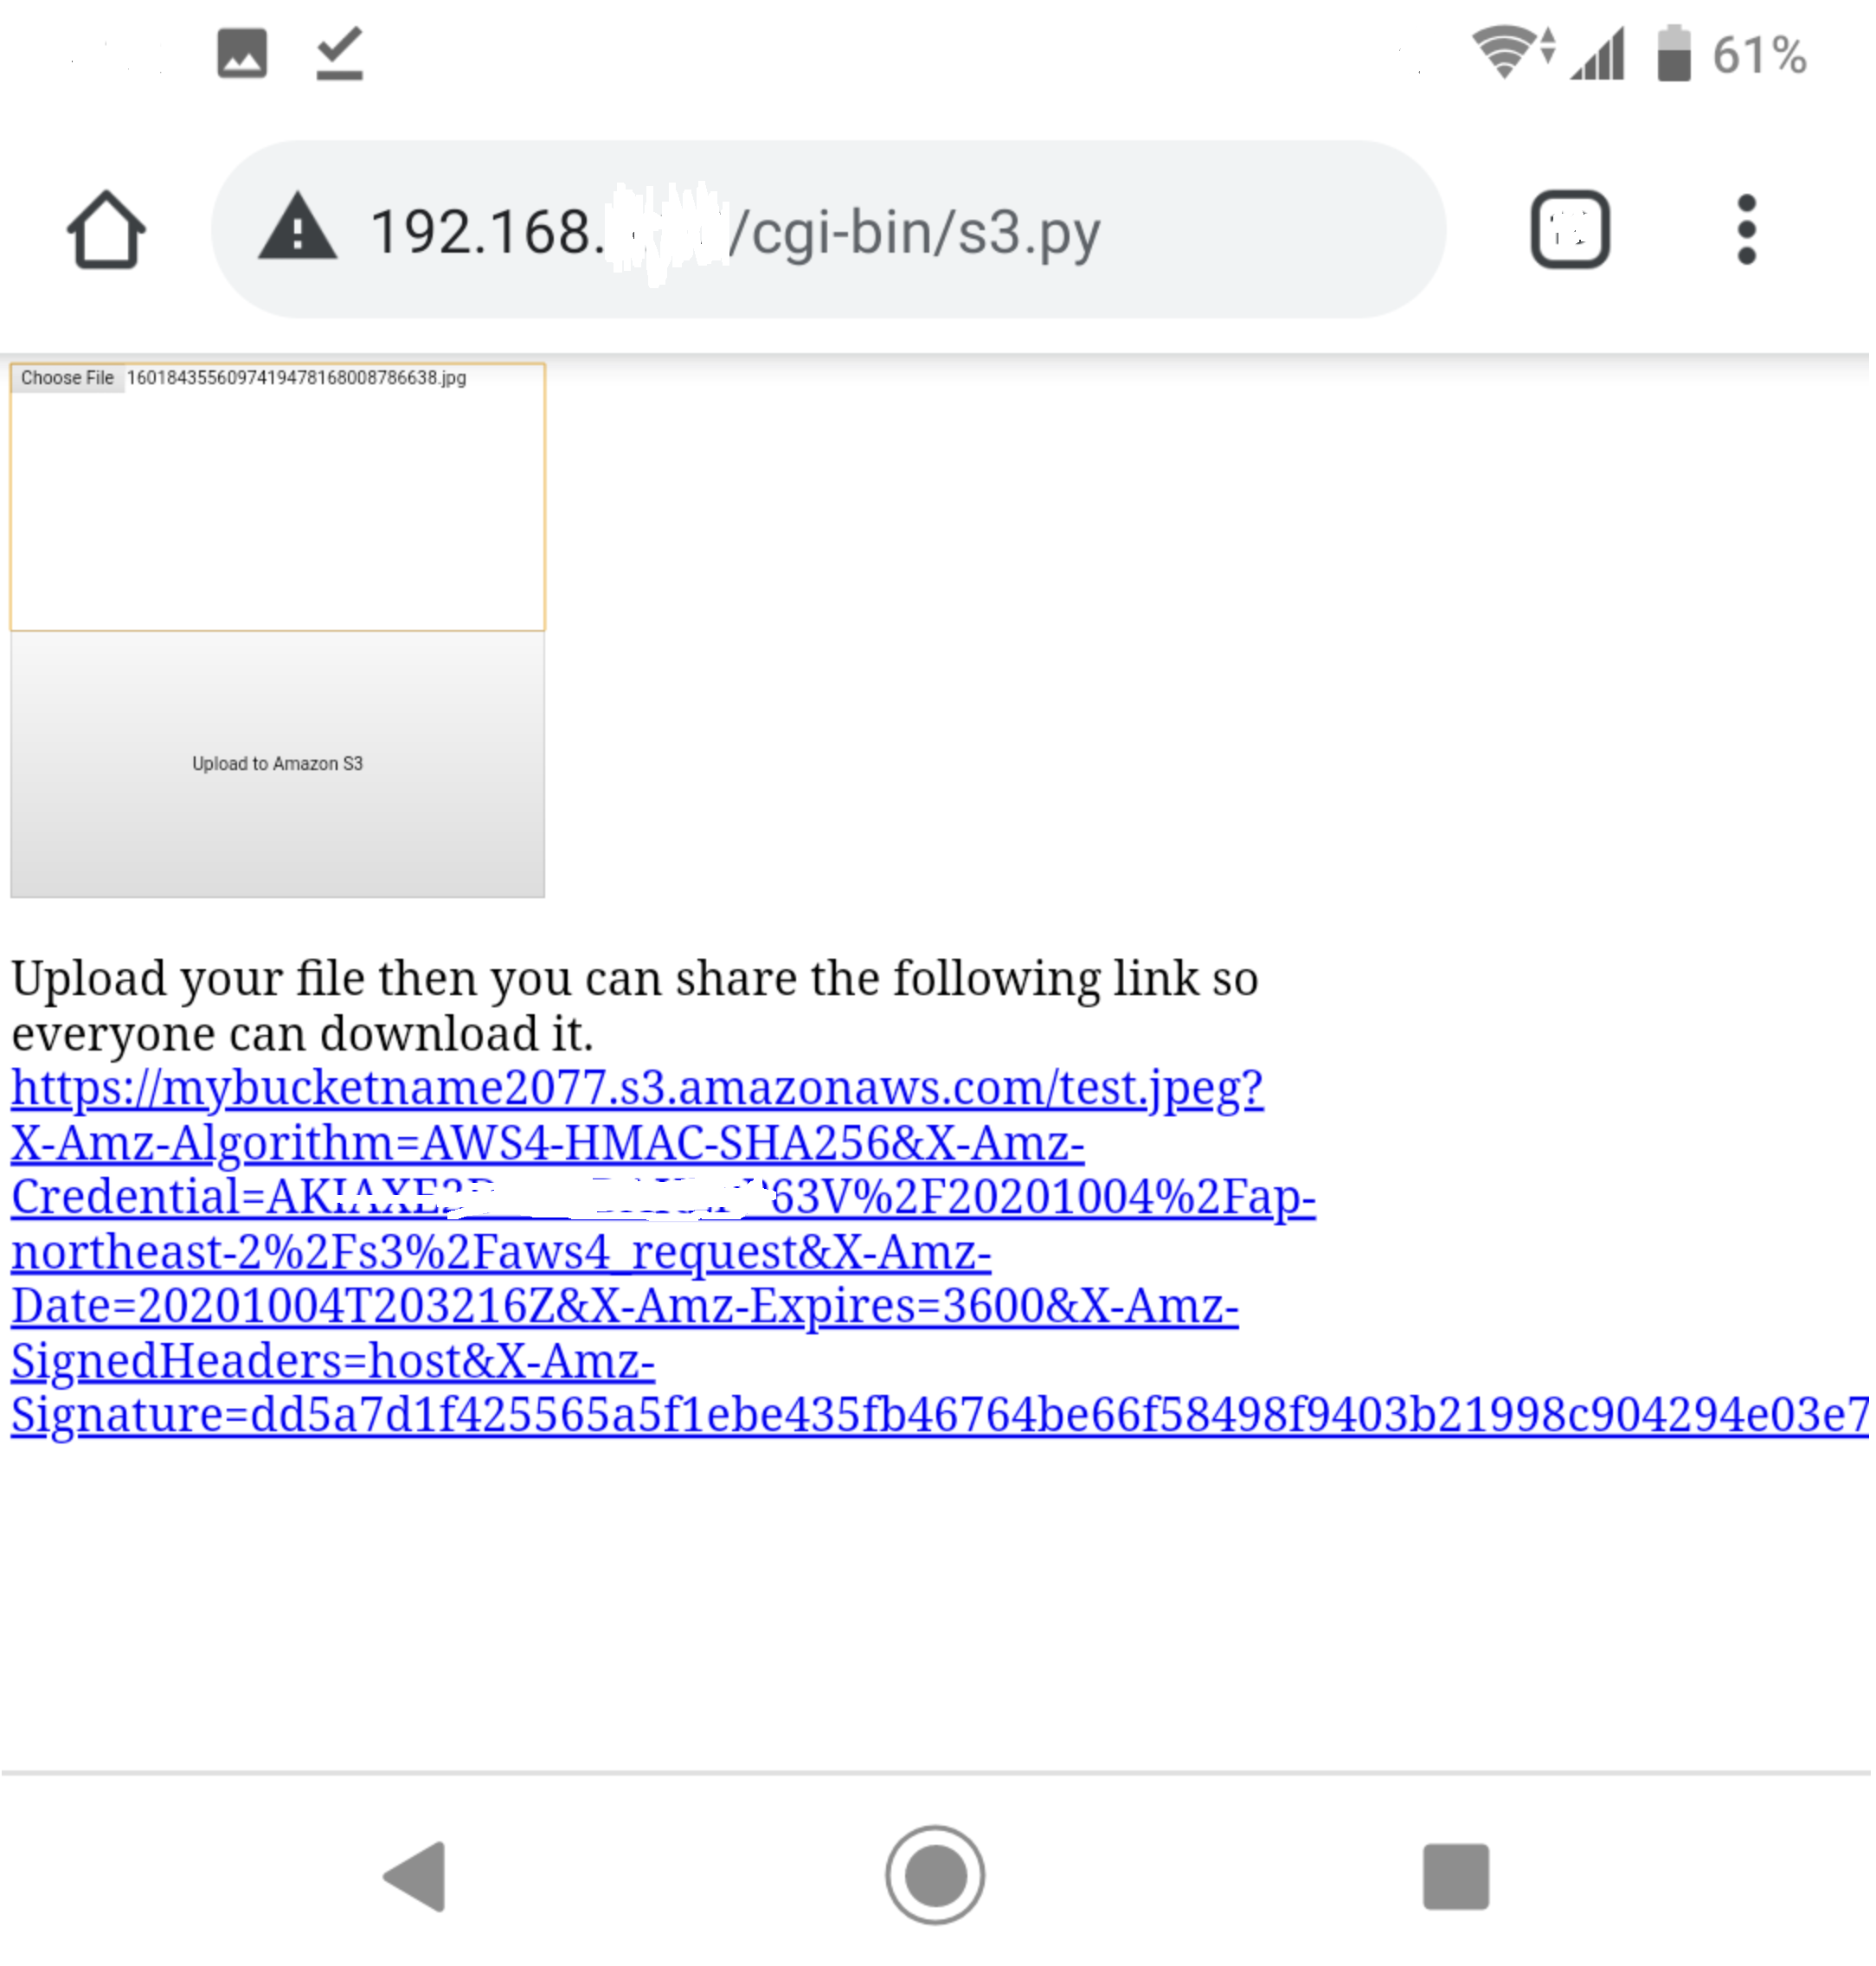 61%
192.168. /cgi-bin/s3.py
Choose File 16018435560974194781680087866​38.jpg
Upload to Amazon S3
Upload your file then you can share the following link so
everyone can download it.
https://mybucketname2077.s3.amazonaws.com/test.jpeg?
X-Amz-Algorithm=AWS4-HMAC-SHA256&X-Amz-
Credential= 63V%2F20201004%2Fap-
northeast-2%2Fs3%2Faws4_request&X-Amz-
Date=20201004T203216Z&X-Amz-Expires=3600&X-Amz-
SignedHeaders=host&X-Amz-
Signature=dd5a7d1f425565a5f1ebe435fb46764be66f58498f9403b21998c904294e03e7